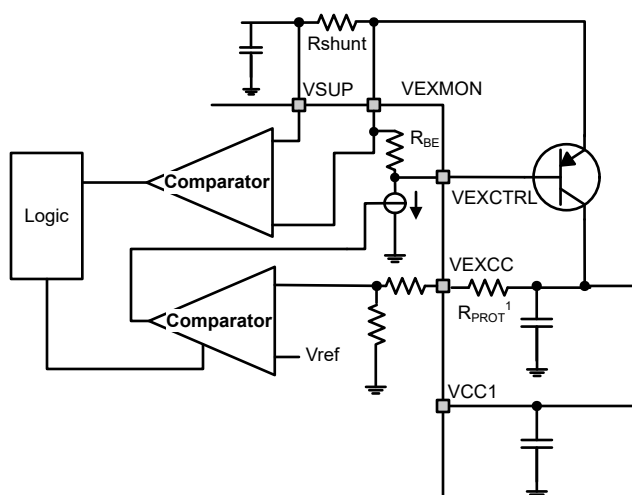 Rshunt
VSUP
VEXMON
RBE
Comparator
Logic
VEXCTRL
VEXCC
Comparator
RPROT1
Vref
VCC1